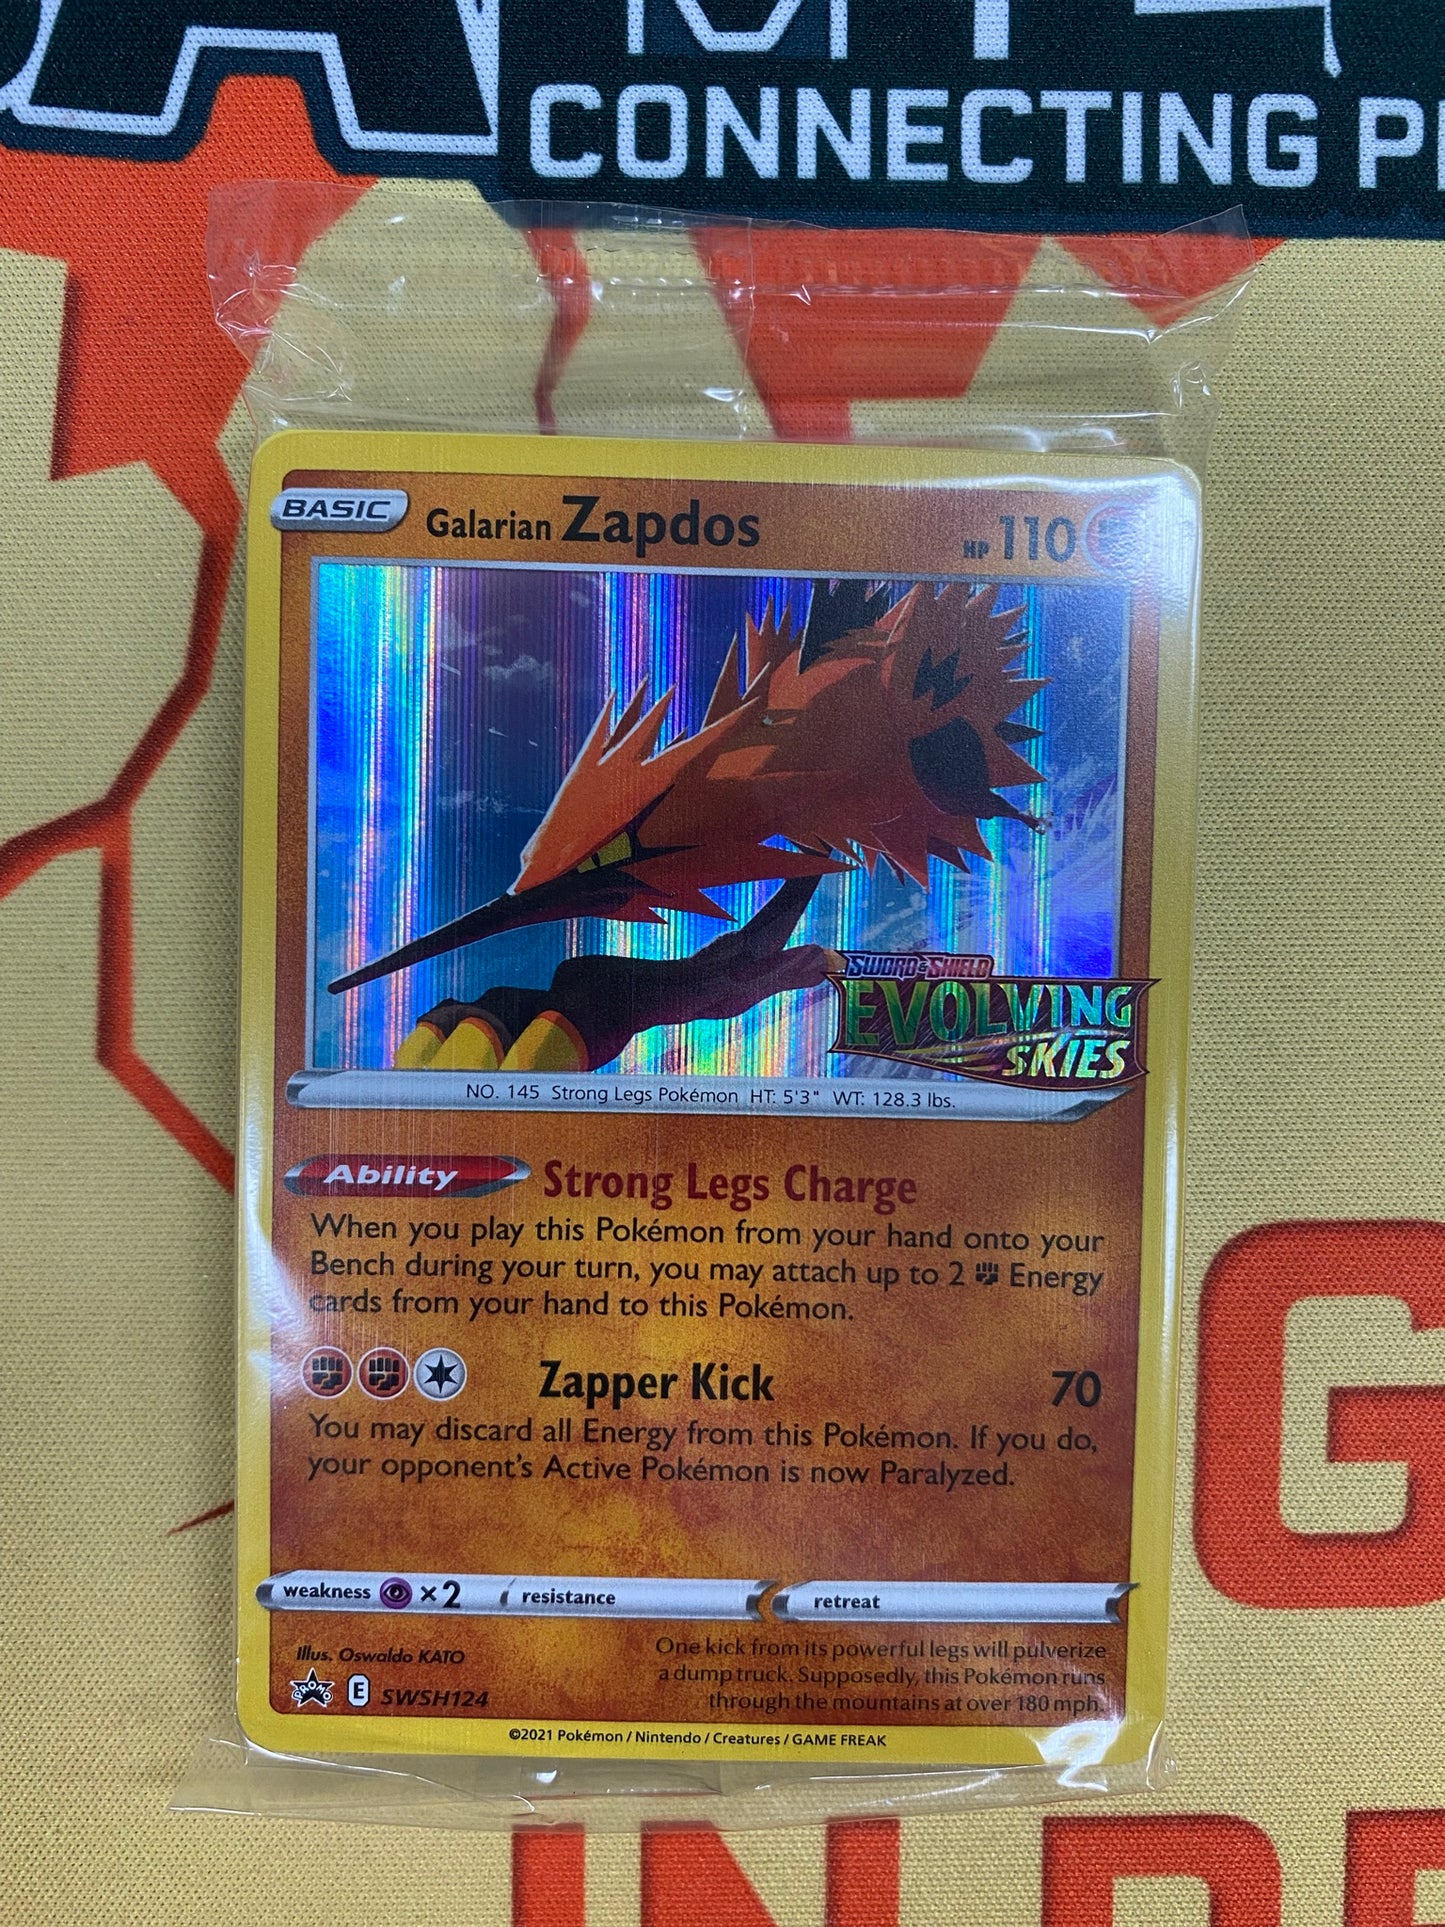 CONNECTING
BASIC Galarian Zapdos HP 110
SWORD & SHIELD
EVOLVING
SKIES
NO. 145 Strong Legs Pokémon HT: 5'3" WT: 128.3 lbs.
Ability Strong Legs Charge
When you play this Pokémon from your hand onto your
Bench during your turn, you may attach up to 2 Energy
cards from your hand to this Pokémon.
Zapper Kick 70
You may discard all Energy from this Pokémon. If you do,
your opponent's Active Pokémon is now Paralyzed.
weakness ×2 resistance retreat
Illus. Oswaldo KATO
One kick from its powerful legs will pulverize
a dump truck. Supposedly, this Pokémon runs
through the mountains at over 180 mph.
PROMO E SWSH124
©2021 Pokémon / Nintendo / Creatures / GAME FREAK
G
IN